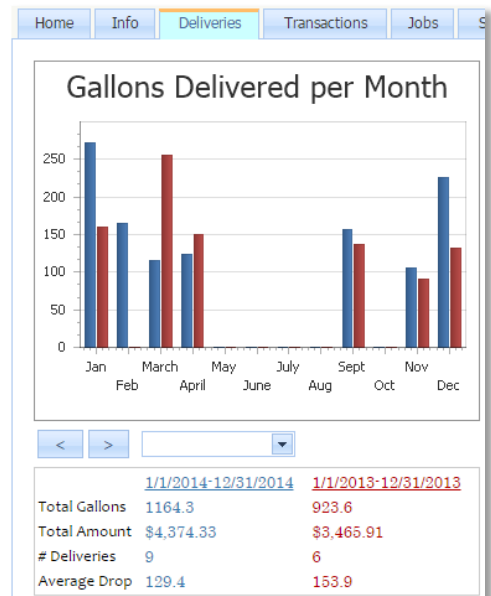 Home Info Deliveries Transactions Jobs S
Gallons Delivered per Month
250
200
150
100
50
0
Jan March May July Sept Nov
Feb April June Aug Oct Dec
< >
1/1/2014-12/31/2014 1/1/2013-12/31/2013
Total Gallons 1164.3 923.6
Total Amount $4,374.33 $3,465.91
# Deliveries 9 6
Average Drop 129.4 153.9